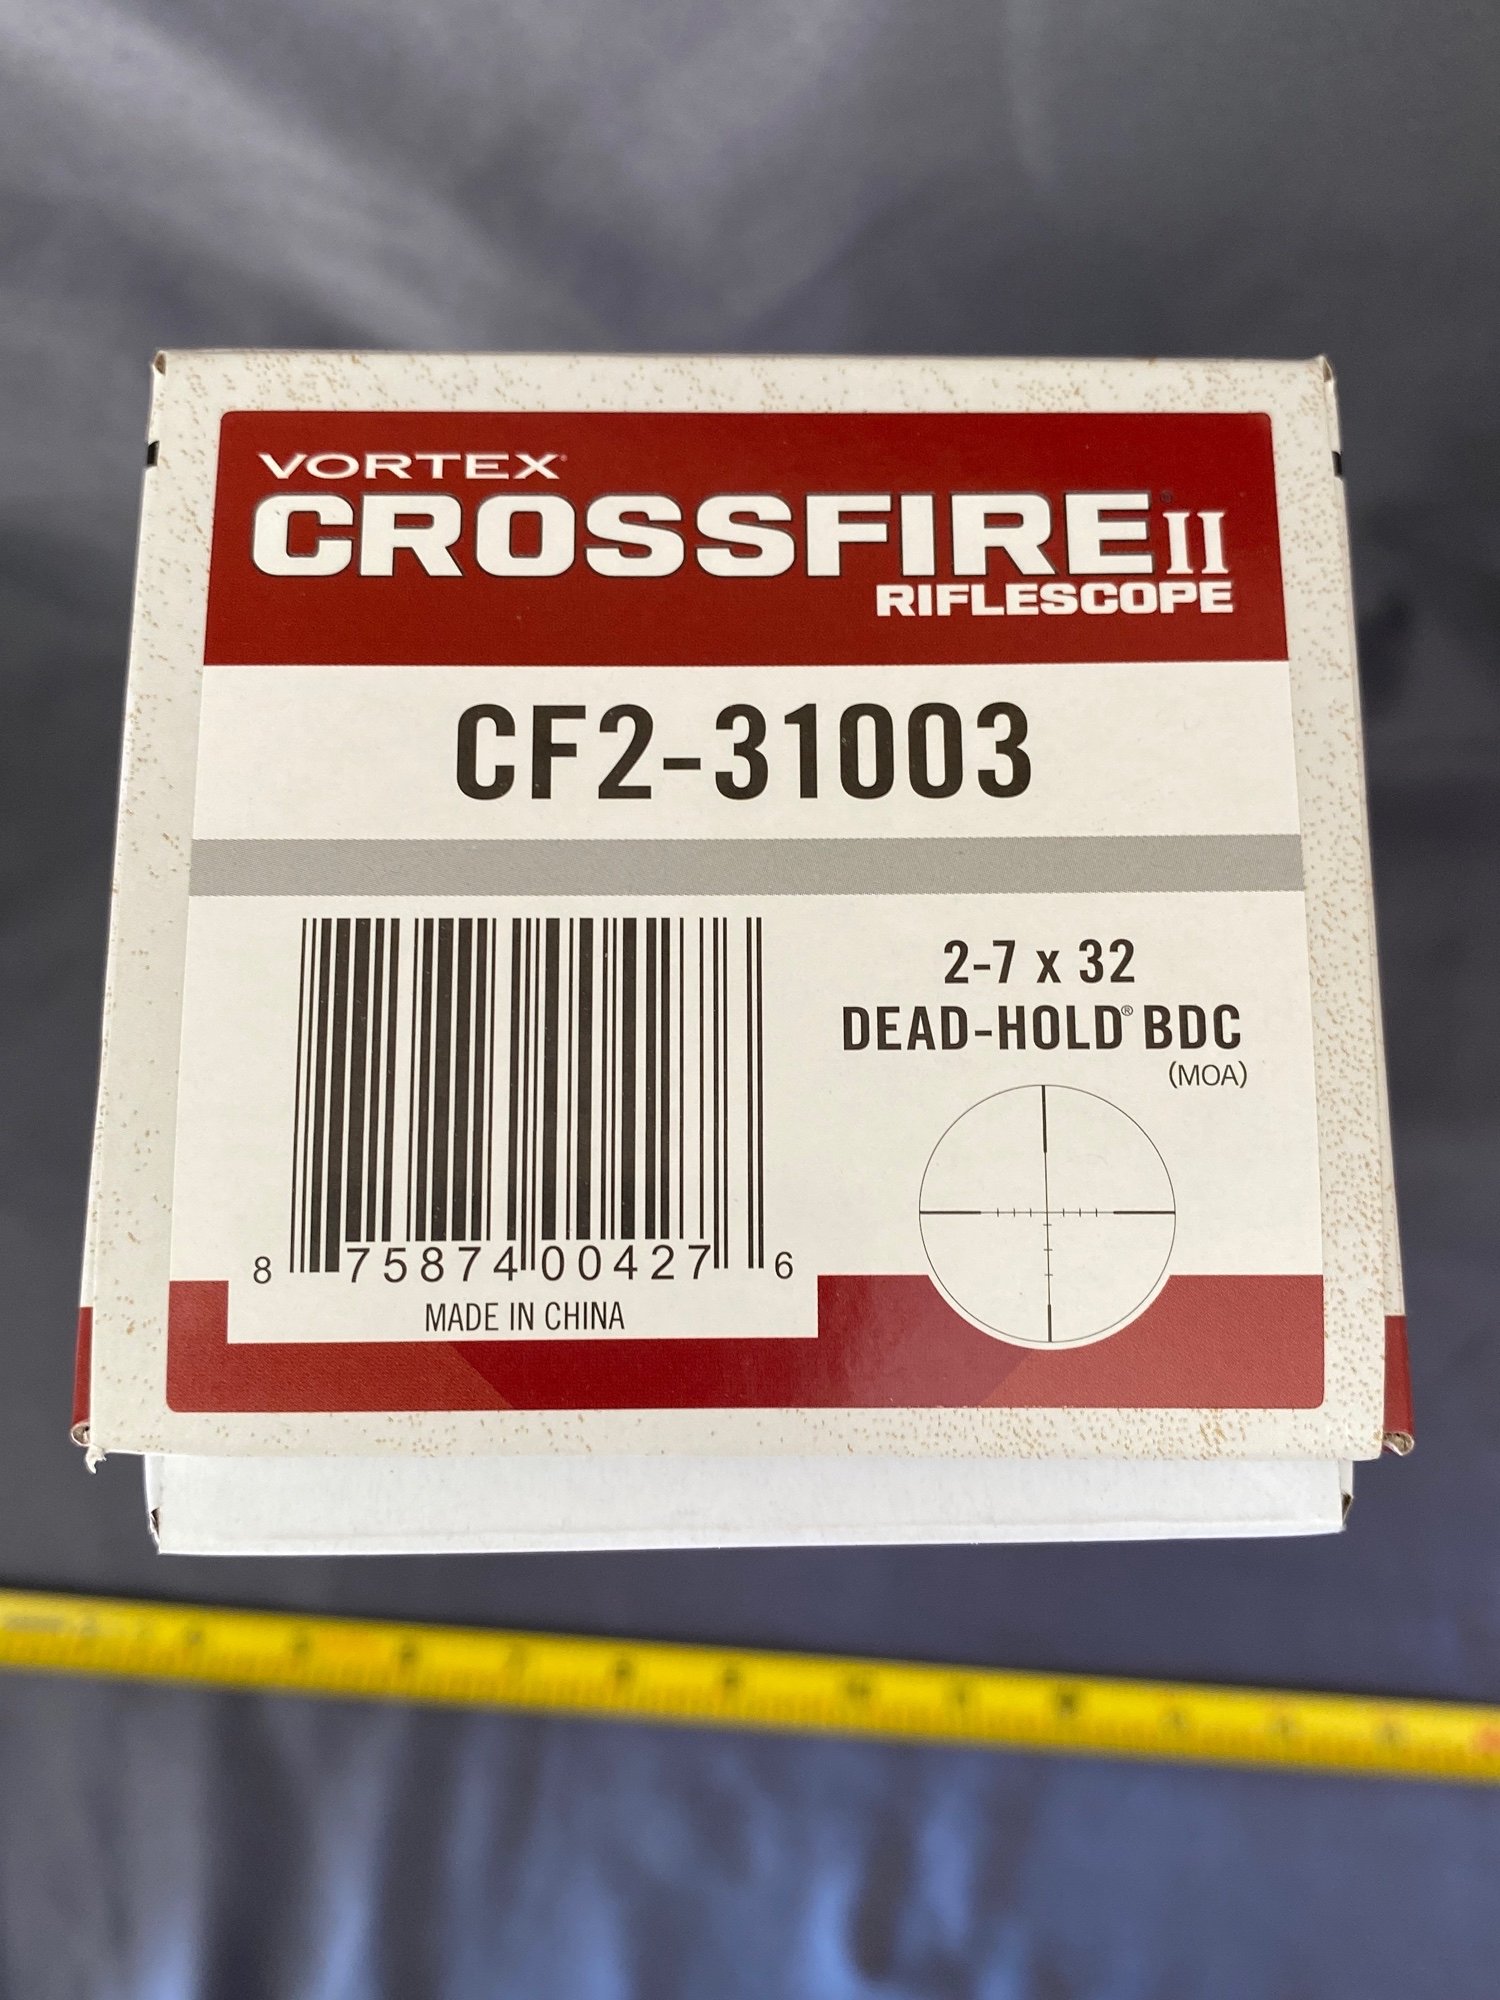 VORTEX
CROSSFIRE® II
RIFLESCOPE
CF2-31003
2-7 x 32
DEAD-HOLD® BDC
(MOA)
8 75874 00427 6
MADE IN CHINA